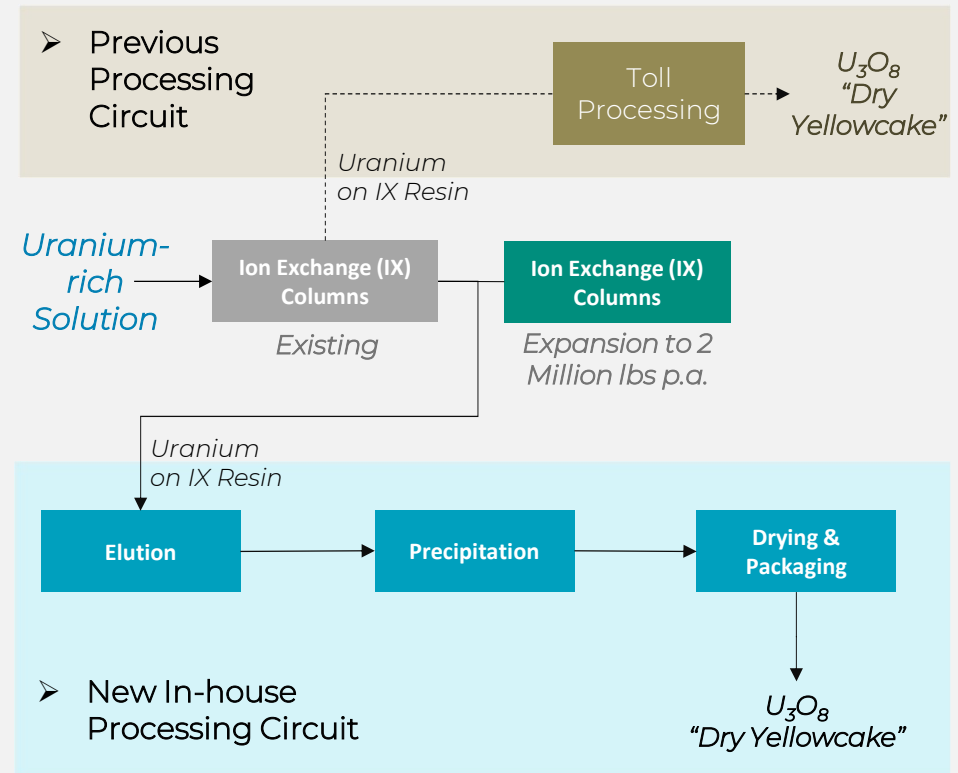 ➢ Previous
Processing
Circuit
Toll
Processing
U₃O₈
“Dry
Yellowcake”
Uranium
on IX Resin
Uranium-
rich
Solution
Ion Exchange (IX)
Columns
Existing
Ion Exchange (IX)
Columns
Expansion to 2
Million lbs p.a.
Uranium
on IX Resin
Elution
Precipitation
Drying &
Packaging
➢ New In-house
Processing Circuit
U₃O₈
“Dry Yellowcake”